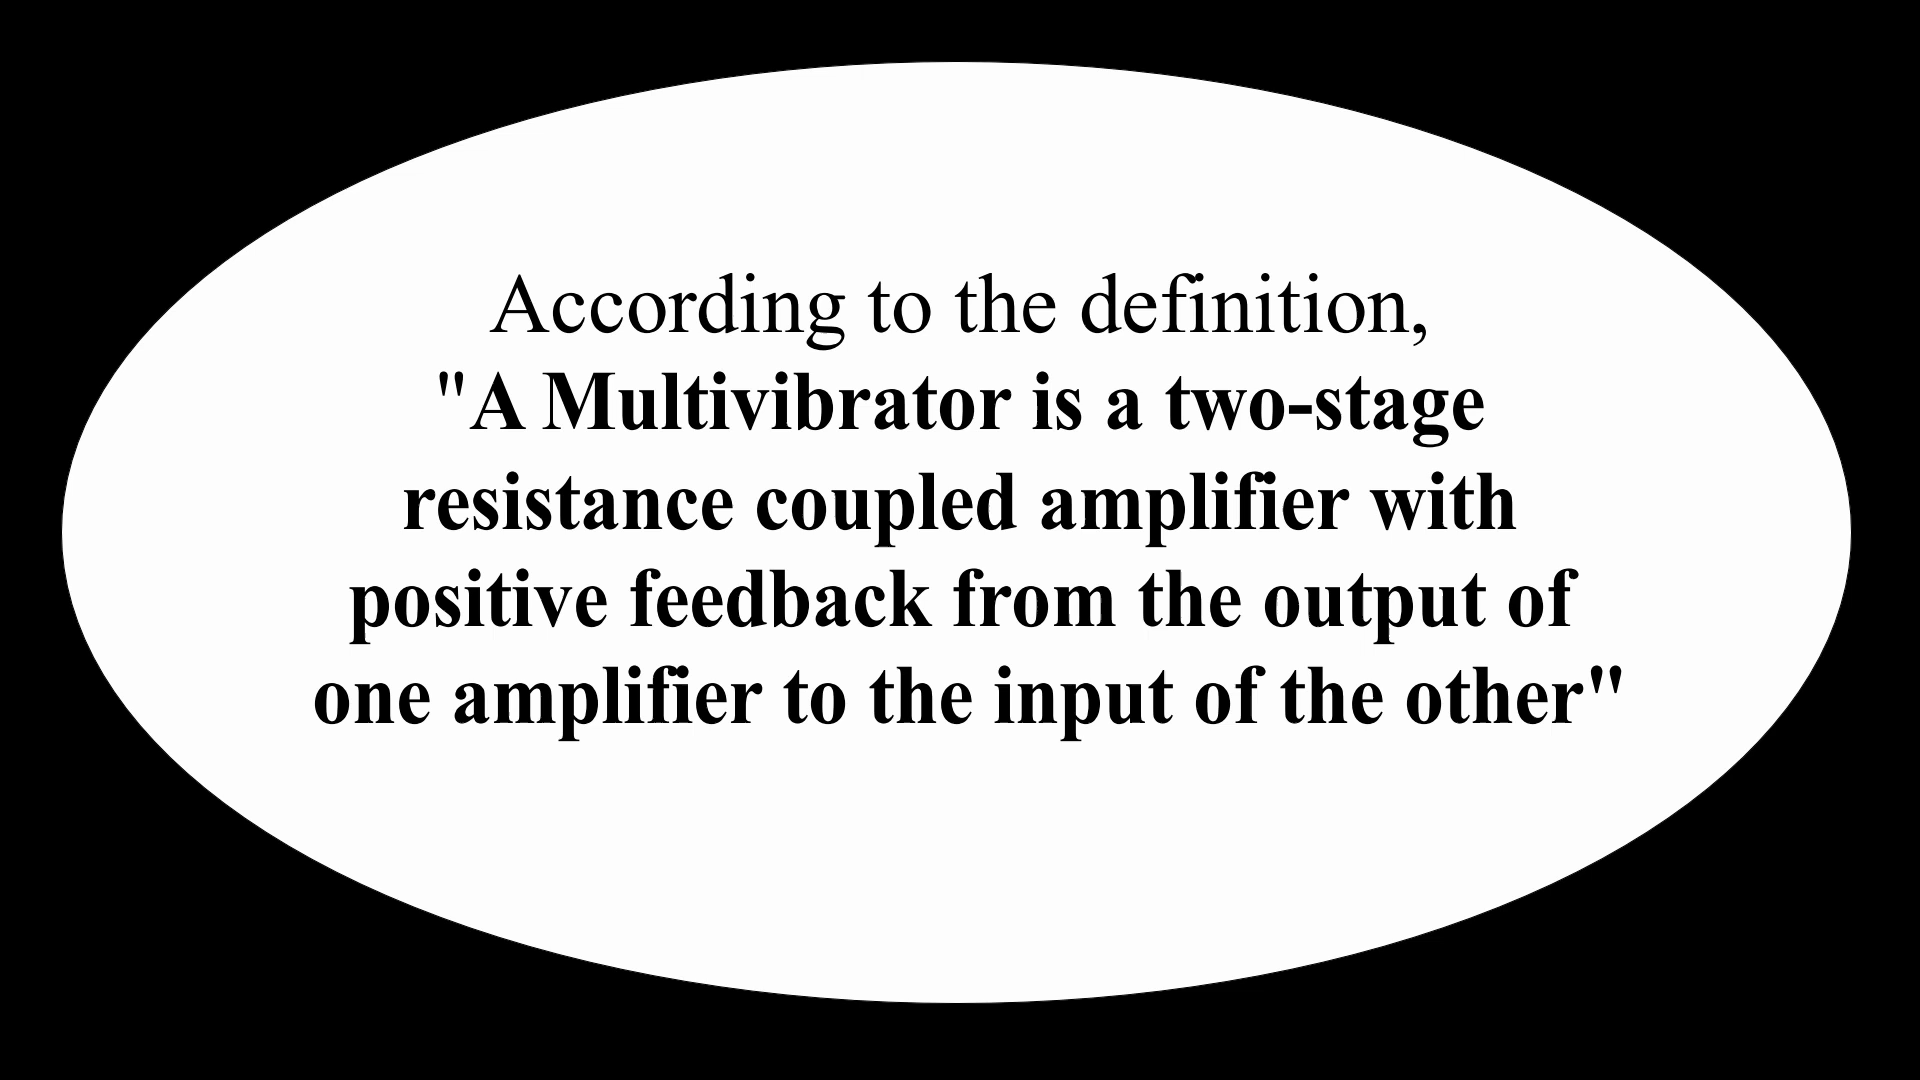 According to the definition,
"A Multivibrator is a two-stage
resistance coupled amplifier with
positive feedback from the output of
one amplifier to the input of the other"